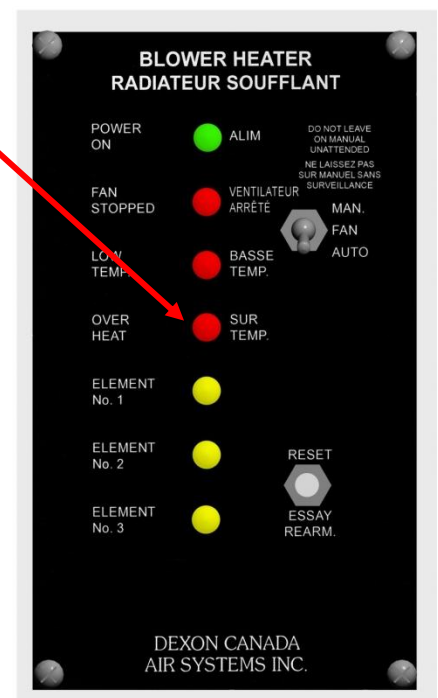 BLOWER HEATER
RADIATEUR SOUFFLANT
POWER
ON
ALIM
DO NOT LEAVE
ON MANUAL
UNATTENDED
NE LAISSEZ PAS
SUR MANUEL SANS
SURVEILLANCE
FAN
STOPPED
VENTILATEUR
ARRÊTÉ
MAN.
FAN
AUTO
LOW
TEMP.
BASSE
TEMP.
OVER
HEAT
SUR
TEMP.
ELEMENT
No. 1
ELEMENT
No. 2
RESET
ELEMENT
No. 3
ESSAY
REARM.
DEXON CANADA
AIR SYSTEMS INC.